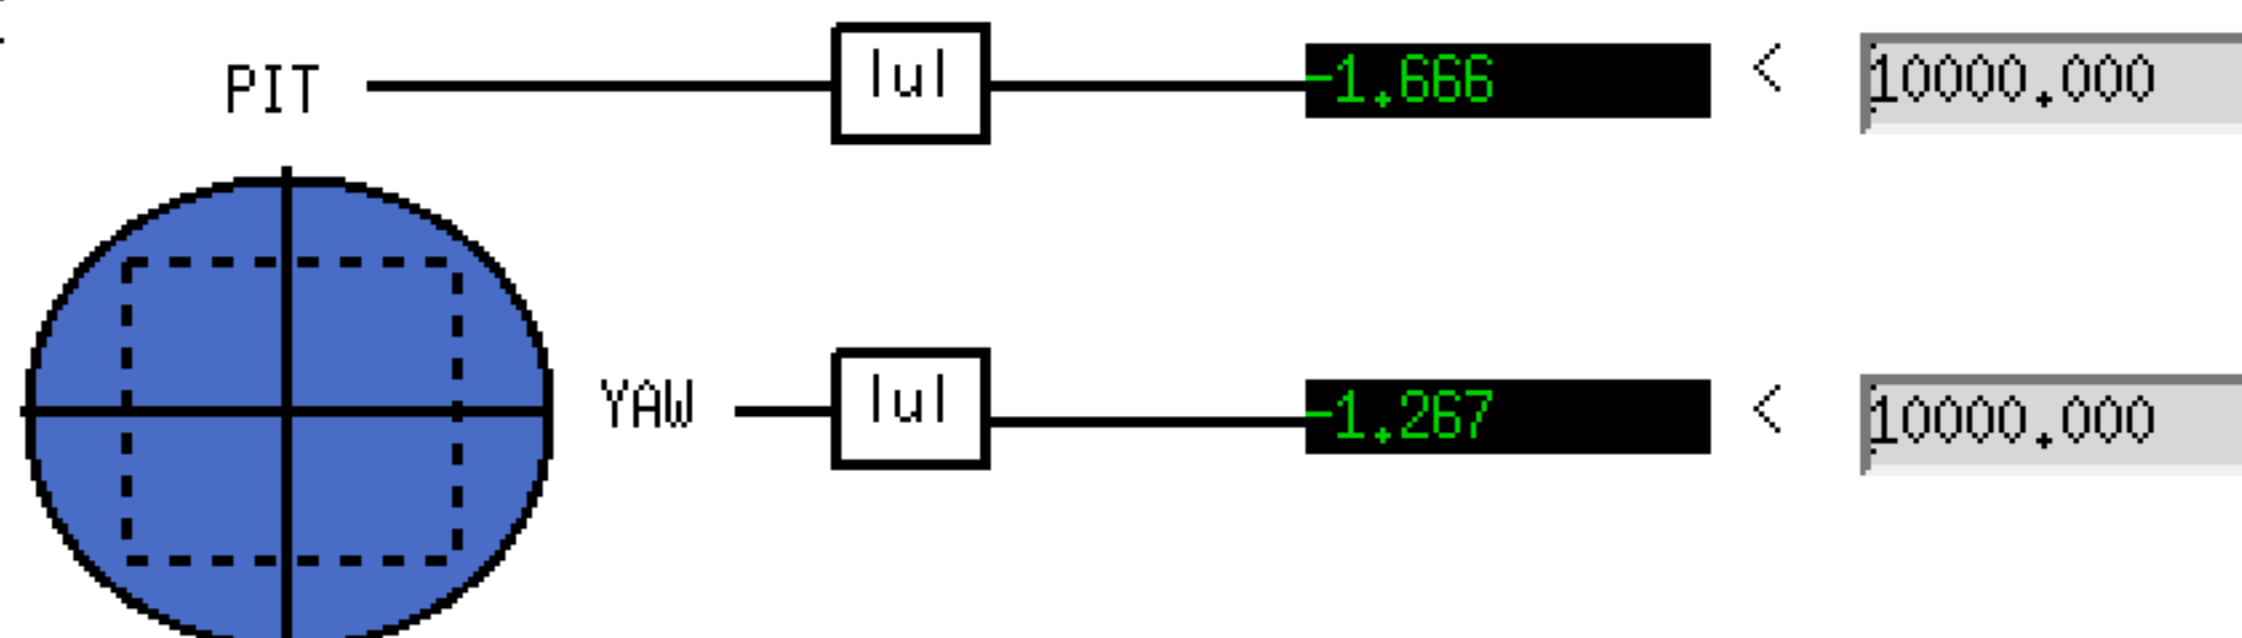 PIT |u| -1.666 < 10000.000
YAW |u| -1.267 < 10000.000